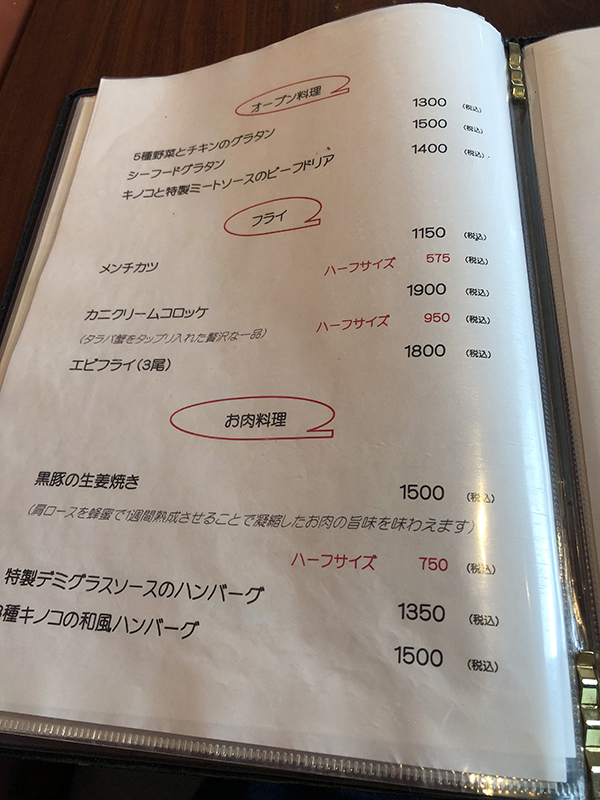 オーブン料理
5種野菜とチキンのグラタン 1300 (税込)
シーフードグラタン 1500 (税込)
キノコと特製ミートソースのビーフドリア 1400 (税込)
フライ
メンチカツ 1150 (税込)
ハーフサイズ 575 (税込)
カニクリームコロッケ 1900 (税込)
(タラバ蟹をタップリ入れた贅沢な一品) ハーフサイズ 950 (税込)
エビフライ(3尾) 1800 (税込)
お肉料理
黒豚の生姜焼き 1500 (税込)
(肩ロースを蜂蜜で1週間熟成させることで凝縮したお肉の旨味を味わえます)
ハーフサイズ 750 (税込)
特製デミグラスソースのハンバーグ 1350 (税込)
3種キノコの和風ハンバーグ 1500 (税込)